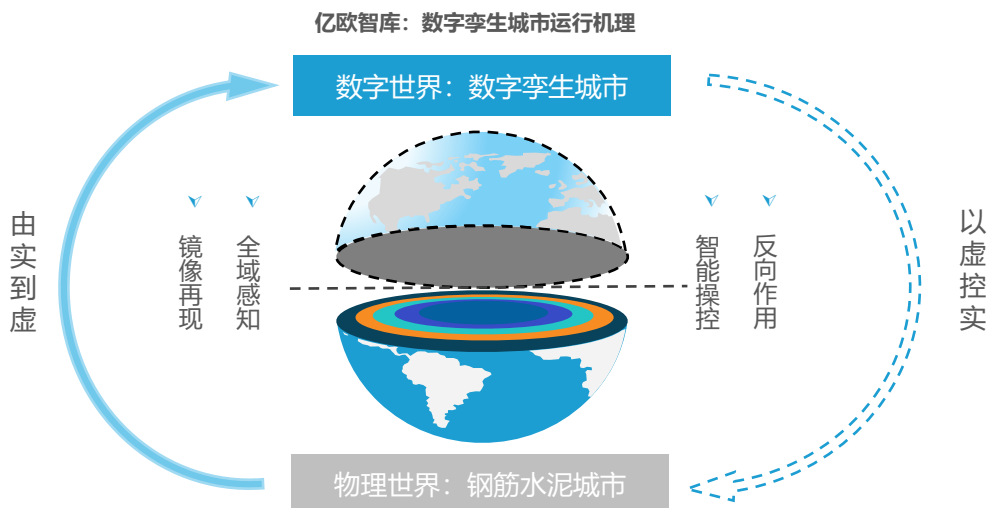 亿欧智库：数字孪生城市运行机理
数字世界：数字孪生城市
由实到虚
镜像再现
全域感知
智能操控
反向作用
以虚控实
物理世界：钢筋水泥城市